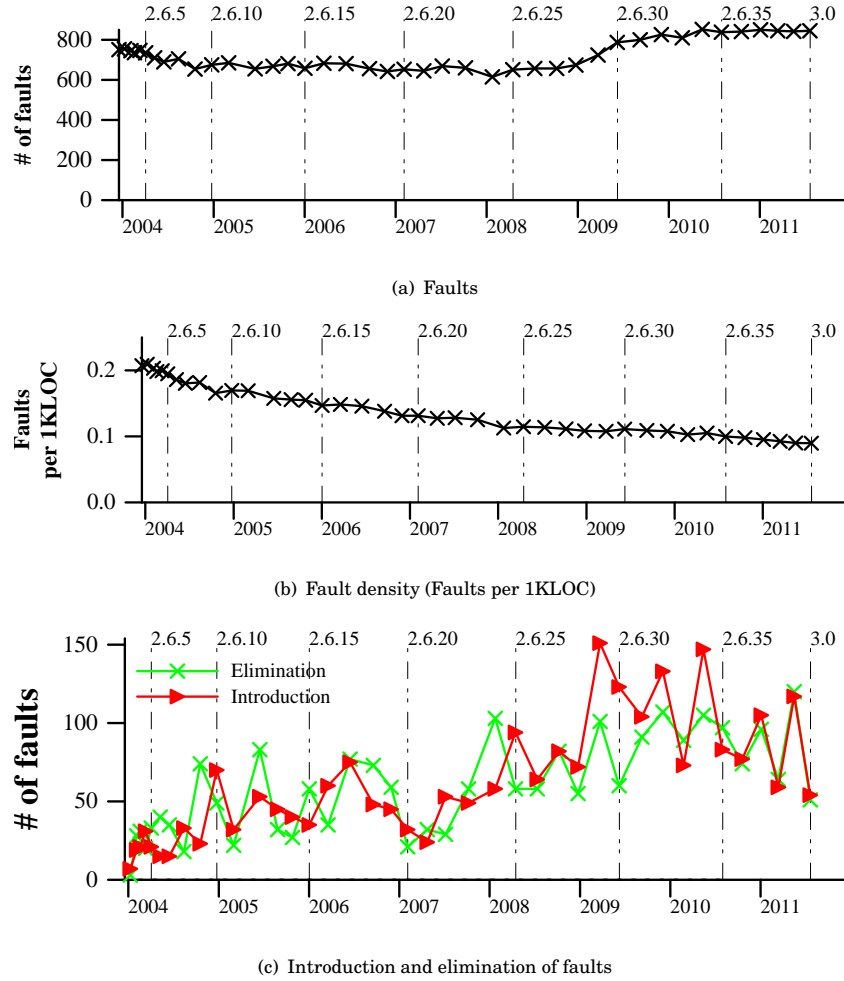 2.6.5 2.6.10 2.6.15 2.6.20 2.6.25 2.6.30 2.6.35 3.0
# of faults
800
600
400
200
0
2004 2005 2006 2007 2008 2009 2010 2011
(a) Faults
2.6.5 2.6.10 2.6.15 2.6.20 2.6.25 2.6.30 2.6.35 3.0
Faults
per 1KLOC
0.2
0.1
0.0
2004 2005 2006 2007 2008 2009 2010 2011
(b) Fault density (Faults per 1KLOC)
2.6.5 2.6.10 2.6.15 2.6.20 2.6.25 2.6.30 2.6.35 3.0
# of faults
150
100
50
0
Elimination
Introduction
2004 2005 2006 2007 2008 2009 2010 2011
(c) Introduction and elimination of faults